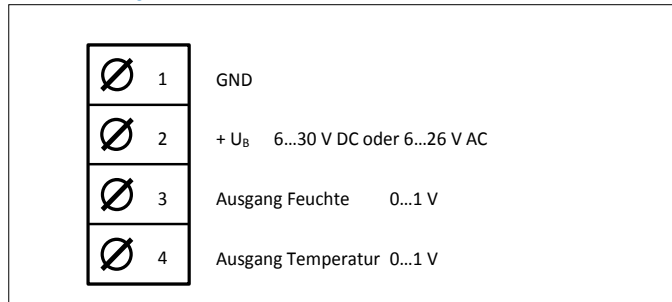 1 GND
2 + UB 6...30 V DC oder 6...26 V AC
3 Ausgang Feuchte 0...1 V
4 Ausgang Temperatur 0...1 V